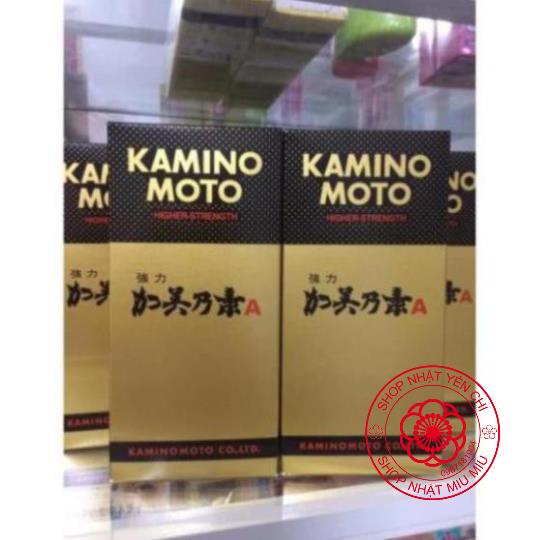 KAMINO
MOTO
HIGHER-STRENGTH
強力
加美乃素A
KAMINOMOTO CO.,LTD.
KAMINO
MOTO
HIGHER-STRENGTH
強力
加美乃素A
KAMINOMOTO CO.,LTD.
SHOP NHẬT YÊN CHI
SHOP NHẬT MIU MIU